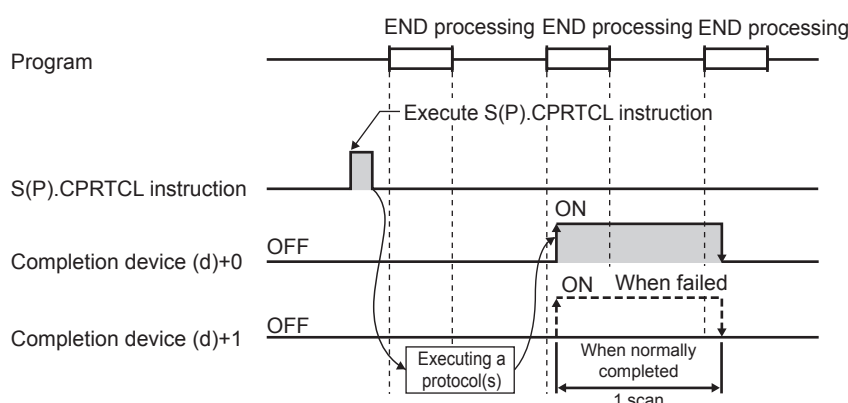 END processing END processing END processing
Program
Execute S(P).CPRTCL instruction
S(P).CPRTCL instruction
ON
OFF
Completion device (d)+0
ON When failed
OFF
Completion device (d)+1
Executing a
protocol(s)
When normally
completed
1 scan